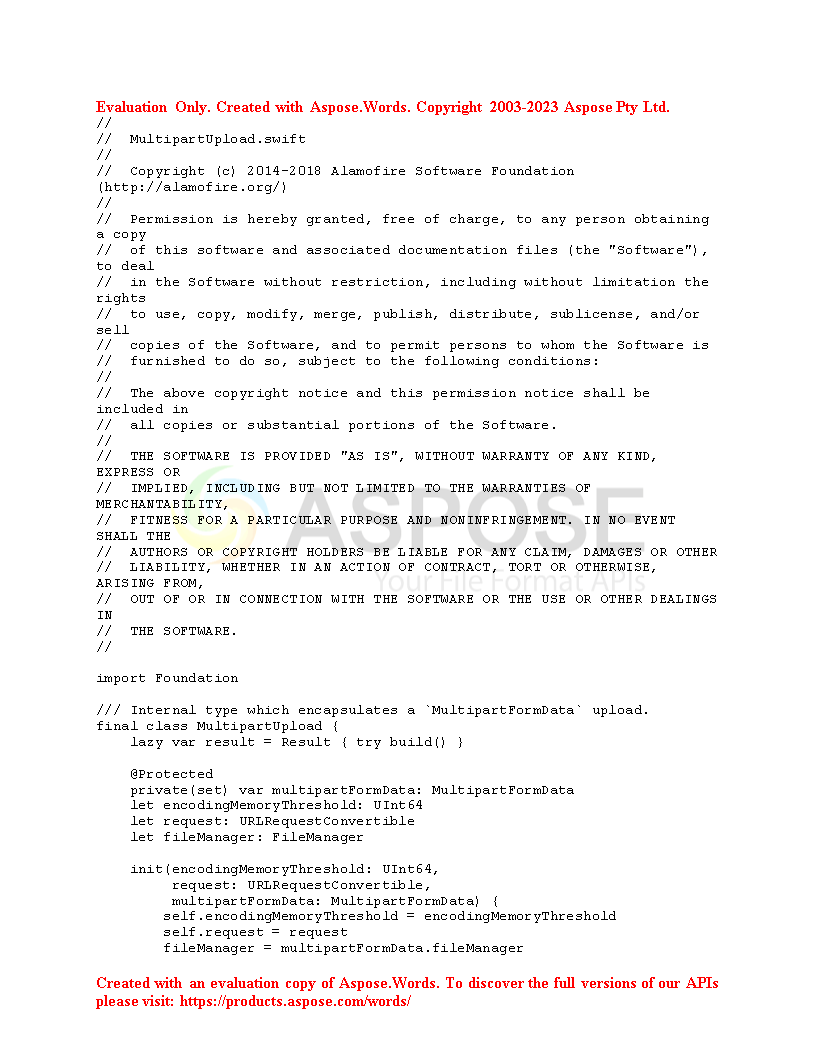 Evaluation Only. Created with Aspose.Words. Copyright 2003-2023 Aspose Pty Ltd.
//
//  MultipartUpload.swift
//
//  Copyright (c) 2014-2018 Alamofire Software Foundation
(http://alamofire.org/)
//
//  Permission is hereby granted, free of charge, to any person obtaining
a copy
//  of this software and associated documentation files (the "Software"),
to deal
//  in the Software without restriction, including without limitation the
rights
//  to use, copy, modify, merge, publish, distribute, sublicense, and/or
sell
//  copies of the Software, and to permit persons to whom the Software is
//  furnished to do so, subject to the following conditions:
//
//  The above copyright notice and this permission notice shall be
included in
//  all copies or substantial portions of the Software.
//
//  THE SOFTWARE IS PROVIDED "AS IS", WITHOUT WARRANTY OF ANY KIND,
EXPRESS OR
//  IMPLIED, INCLUDING BUT NOT LIMITED TO THE WARRANTIES OF
MERCHANTABILITY,
//  FITNESS FOR A PARTICULAR PURPOSE AND NONINFRINGEMENT. IN NO EVENT
SHALL THE
ASPOSE
//  AUTHORS OR COPYRIGHT HOLDERS BE LIABLE FOR ANY CLAIM, DAMAGES OR OTHER
//  LIABILITY, WHETHER IN AN ACTION OF CONTRACT, TORT OR OTHERWISE,
ARISING FROM,
Your File Format APIs
//  OUT OF OR IN CONNECTION WITH THE SOFTWARE OR THE USE OR OTHER DEALINGS
IN
//  THE SOFTWARE.
//
import Foundation
/// Internal type which encapsulates a `MultipartFormData` upload.
final class MultipartUpload {
    lazy var result = Result { try build() }
    @Protected
    private(set) var multipartFormData: MultipartFormData
    let encodingMemoryThreshold: UInt64
    let request: URLRequestConvertible
    let fileManager: FileManager
    init(encodingMemoryThreshold: UInt64,
         request: URLRequestConvertible,
         multipartFormData: MultipartFormData) {
        self.encodingMemoryThreshold = encodingMemoryThreshold
        self.request = request
        fileManager = multipartFormData.fileManager
Created with an evaluation copy of Aspose.Words. To discover the full versions of our APIs
please visit: https://products.aspose.com/words/